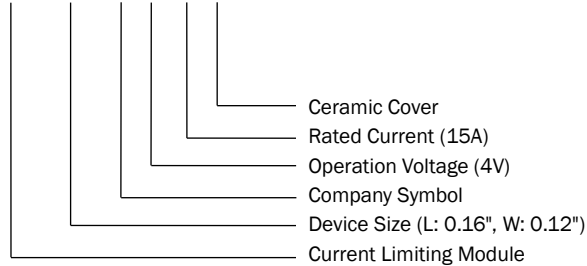 Ceramic Cover
Rated Current (15A)
Operation Voltage (4V)
Company Symbol
Device Size (L: 0.16", W: 0.12")
Current Limiting Module